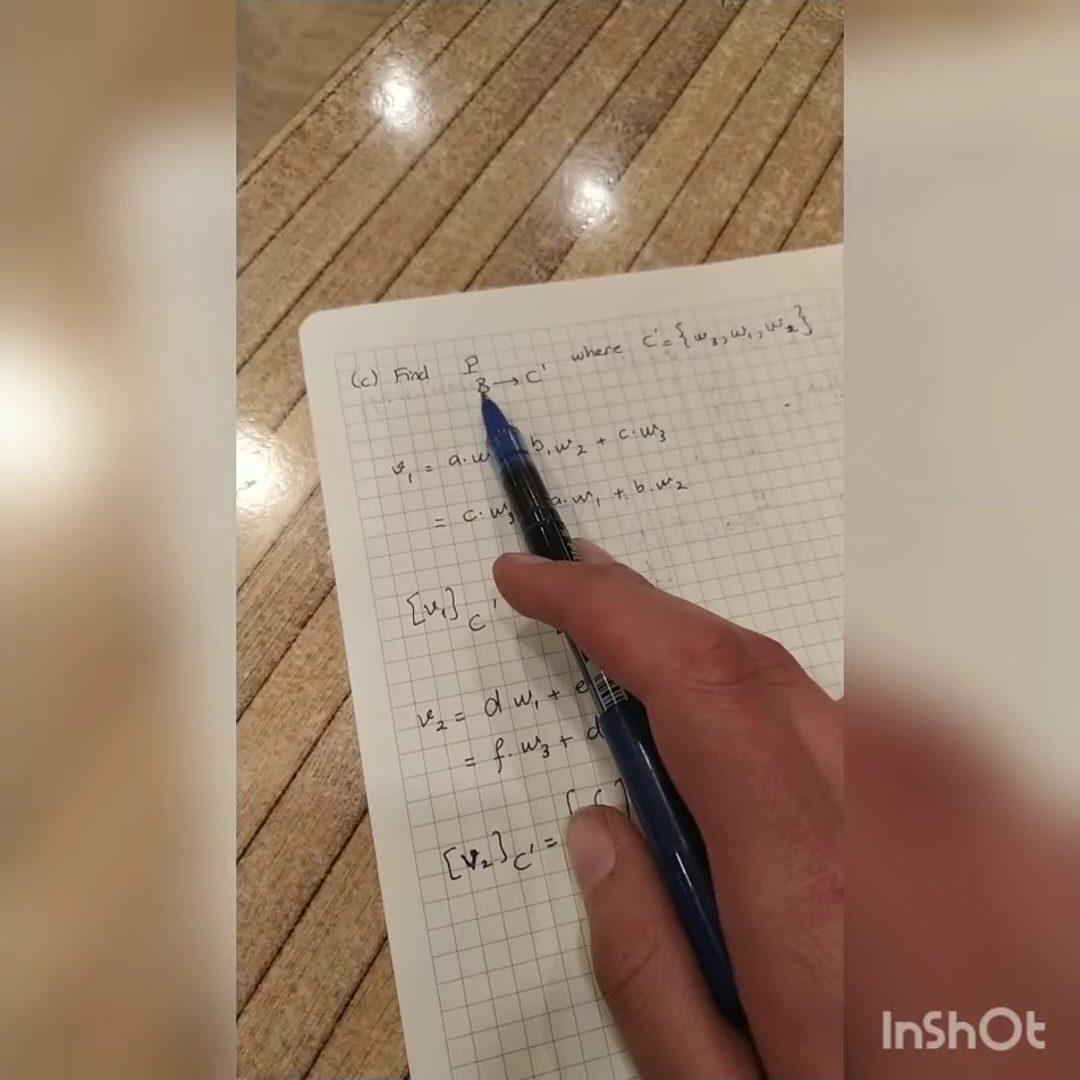 (c) Find P B → C' where C' = {w₃, w₁, w₂}
v₁ = a.w b.w₂ + c.w₃
= c.w₃ a.w₁ + b.w₂
[v₁] C'
v₂ = d w₁ + e
= f.w₃ + d
[v₂] C' =
InShOt